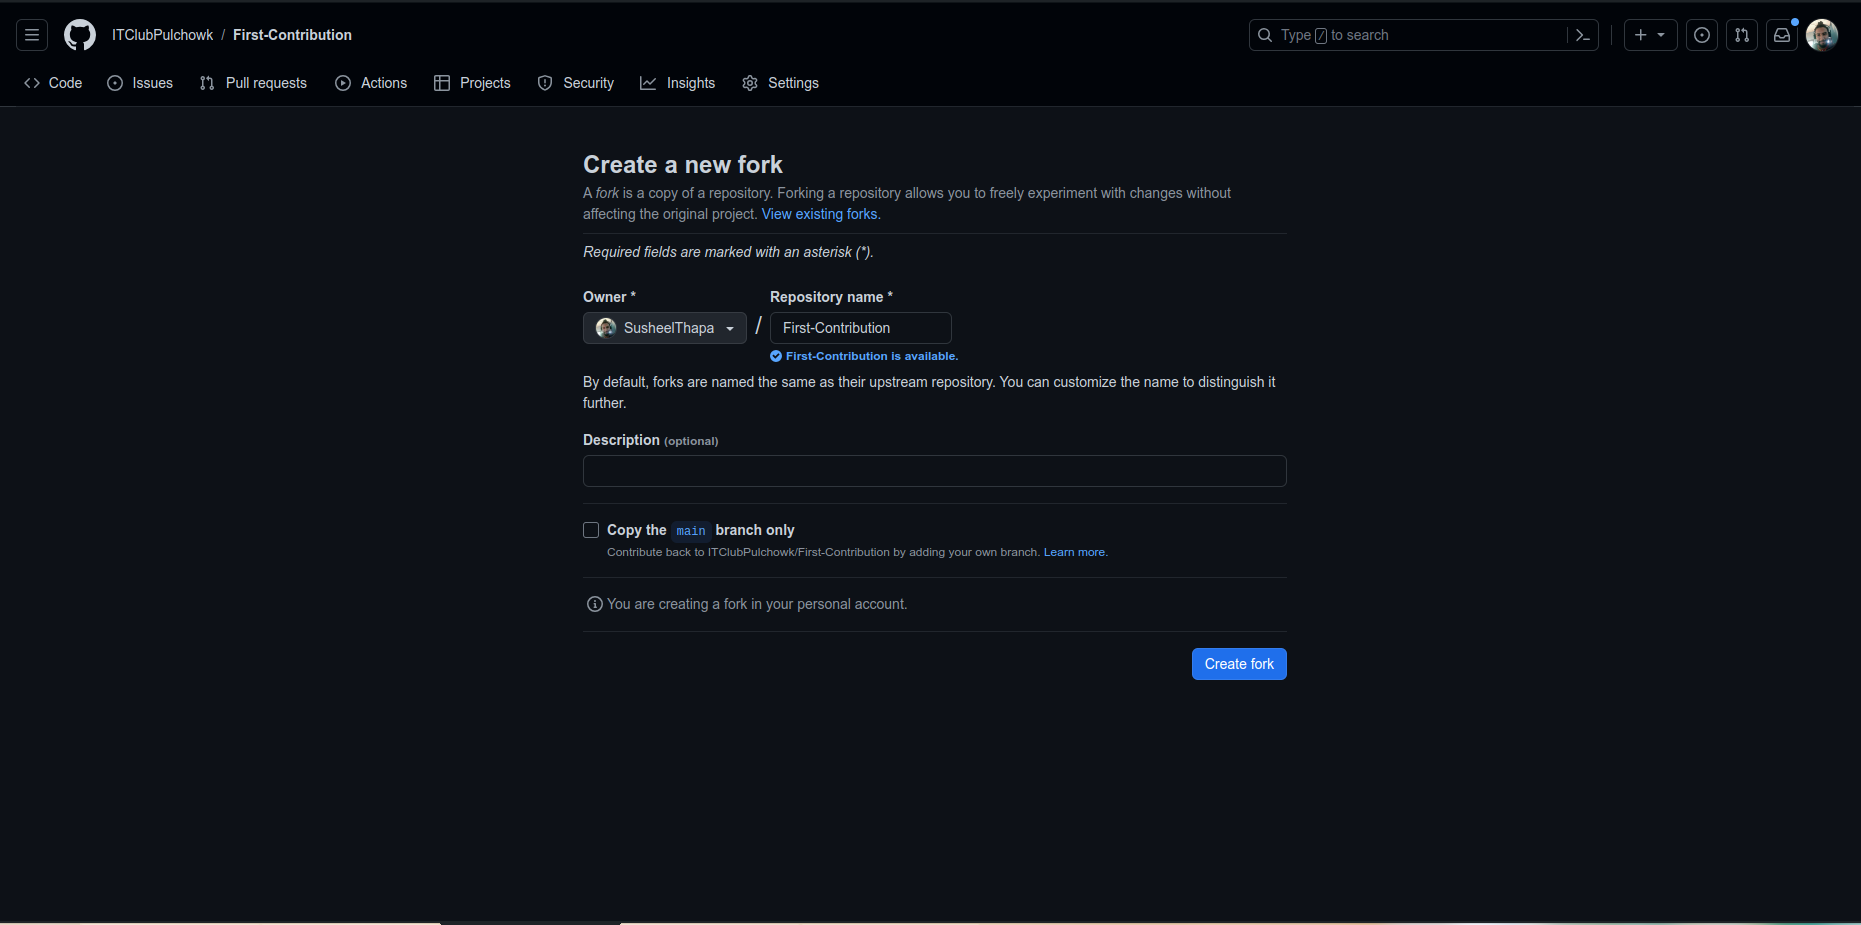 ITClubPulchowk / First-Contribution
Type / to search
Code Issues Pull requests Actions Projects Security Insights Settings
Create a new fork
A fork is a copy of a repository. Forking a repository allows you to freely experiment with changes without
affecting the original project. View existing forks.
Required fields are marked with an asterisk (*).
Owner * Repository name *
SusheelThapa / First-Contribution
First-Contribution is available.
By default, forks are named the same as their upstream repository. You can customize the name to distinguish it
further.
Description (optional)
Copy the main branch only
Contribute back to ITClubPulchowk/First-Contribution by adding your own branch. Learn more.
You are creating a fork in your personal account.
Create fork